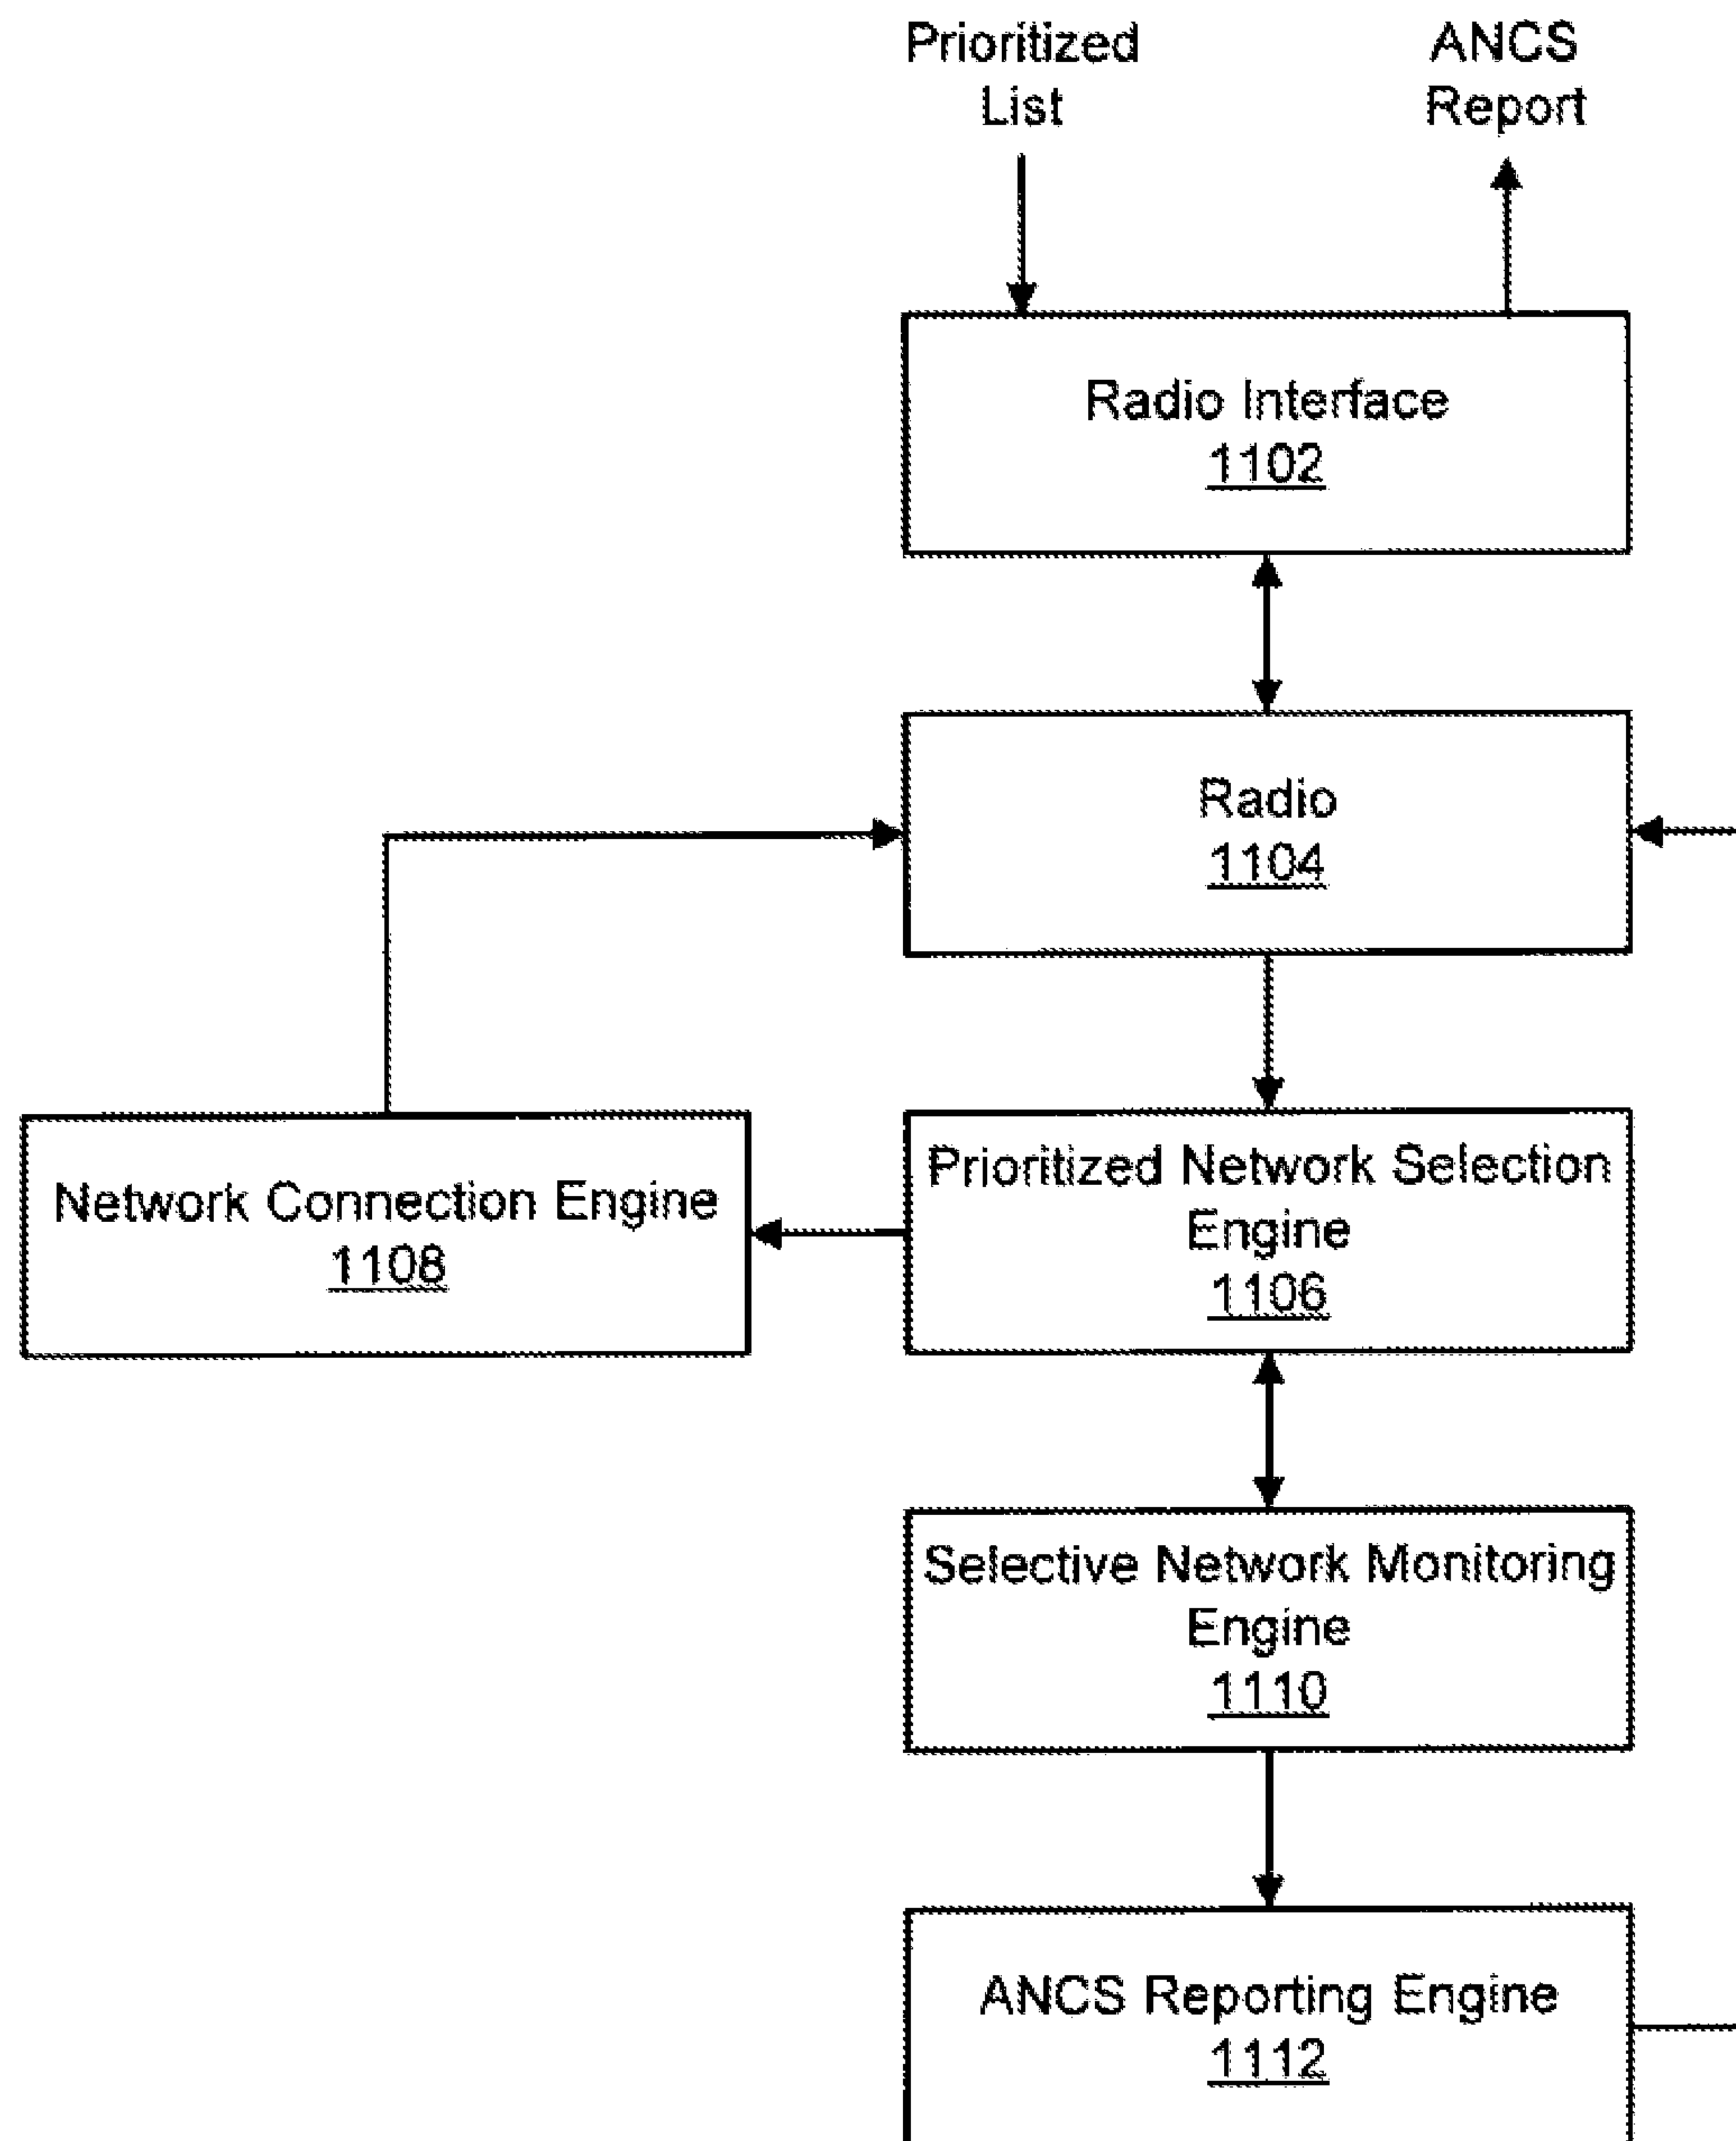 Prioritized
List
ANCS
Report
Radio Interface
1102
Radio
1104
Network Connection Engine
1108
Prioritized Network Selection
Engine
1106
Selective Network Monitoring
Engine
1110
ANCS Reporting Engine
1112